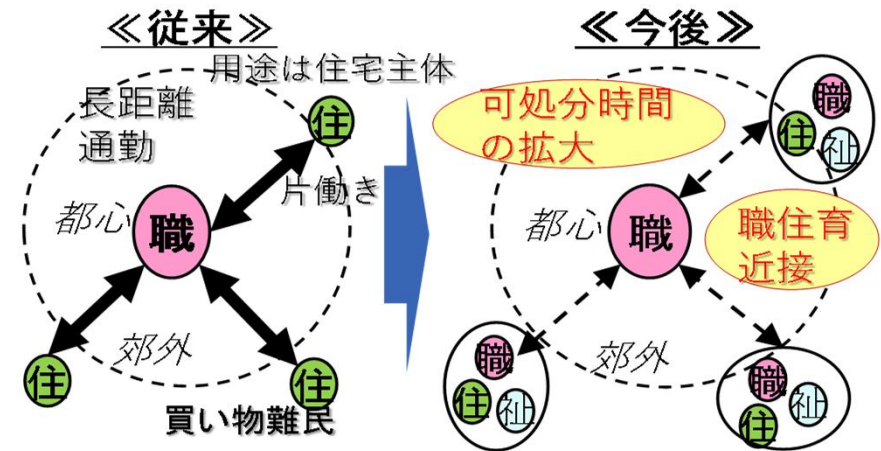 ≪従来≫
用途は住宅主体
長距離
通勤
住
片働き
都心
職
郊外
住
住
買い物難民
≪今後≫
可処分時間
の拡大
職
住
祉
都心
職
職住育
近接
郊外
職
住
祉
職
住
祉